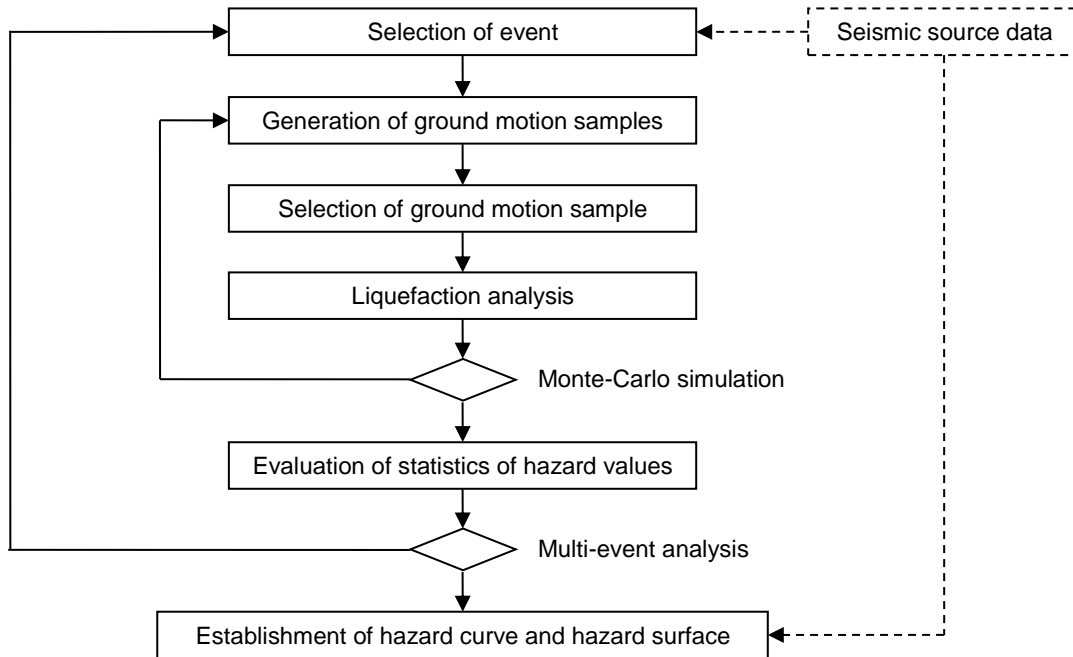 Selection of event
Seismic source data
Generation of ground motion samples
Selection of ground motion sample
Liquefaction analysis
Monte-Carlo simulation
Evaluation of statistics of hazard values
Multi-event analysis
Establishment of hazard curve and hazard surface